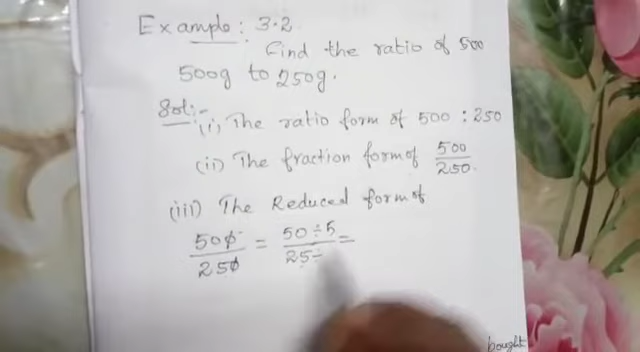 Example: 3.2.
Find the ratio of 500
500g to 250g.
Sol:-
(i) The ratio form of 500 : 250
(ii) The fraction form of 500/250.
(iii) The Reduced form of
500/250 = 50÷5/25÷ =
bought